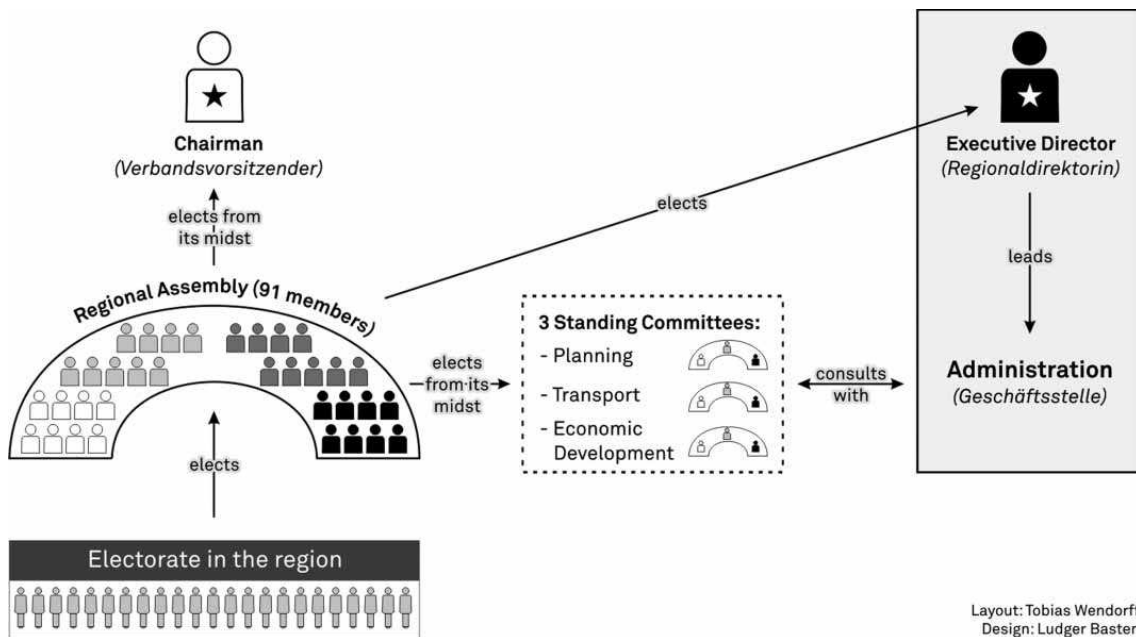 Chairman
(Verbandsvorsitzender)
elects from
its midst
Regional Assembly (91 members)
elects
Electorate in the region
elects
from its
midst
elects
3 Standing Committees:
- Planning
- Transport
- Economic
Development
consults
with
Executive Director
(Regionaldirektorin)
leads
Administration
(Geschäftsstelle)
Layout: Tobias Wendorff
Design: Ludger Basten